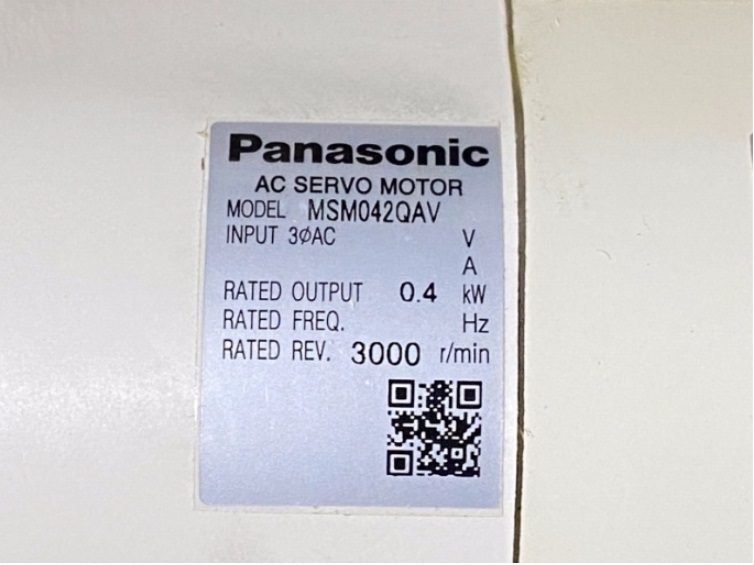 Panasonic
AC SERVO MOTOR
MODEL MSM042QAV
INPUT 3ØAC V
A
RATED OUTPUT 0.4 kW
RATED FREQ. Hz
RATED REV. 3000 r/min